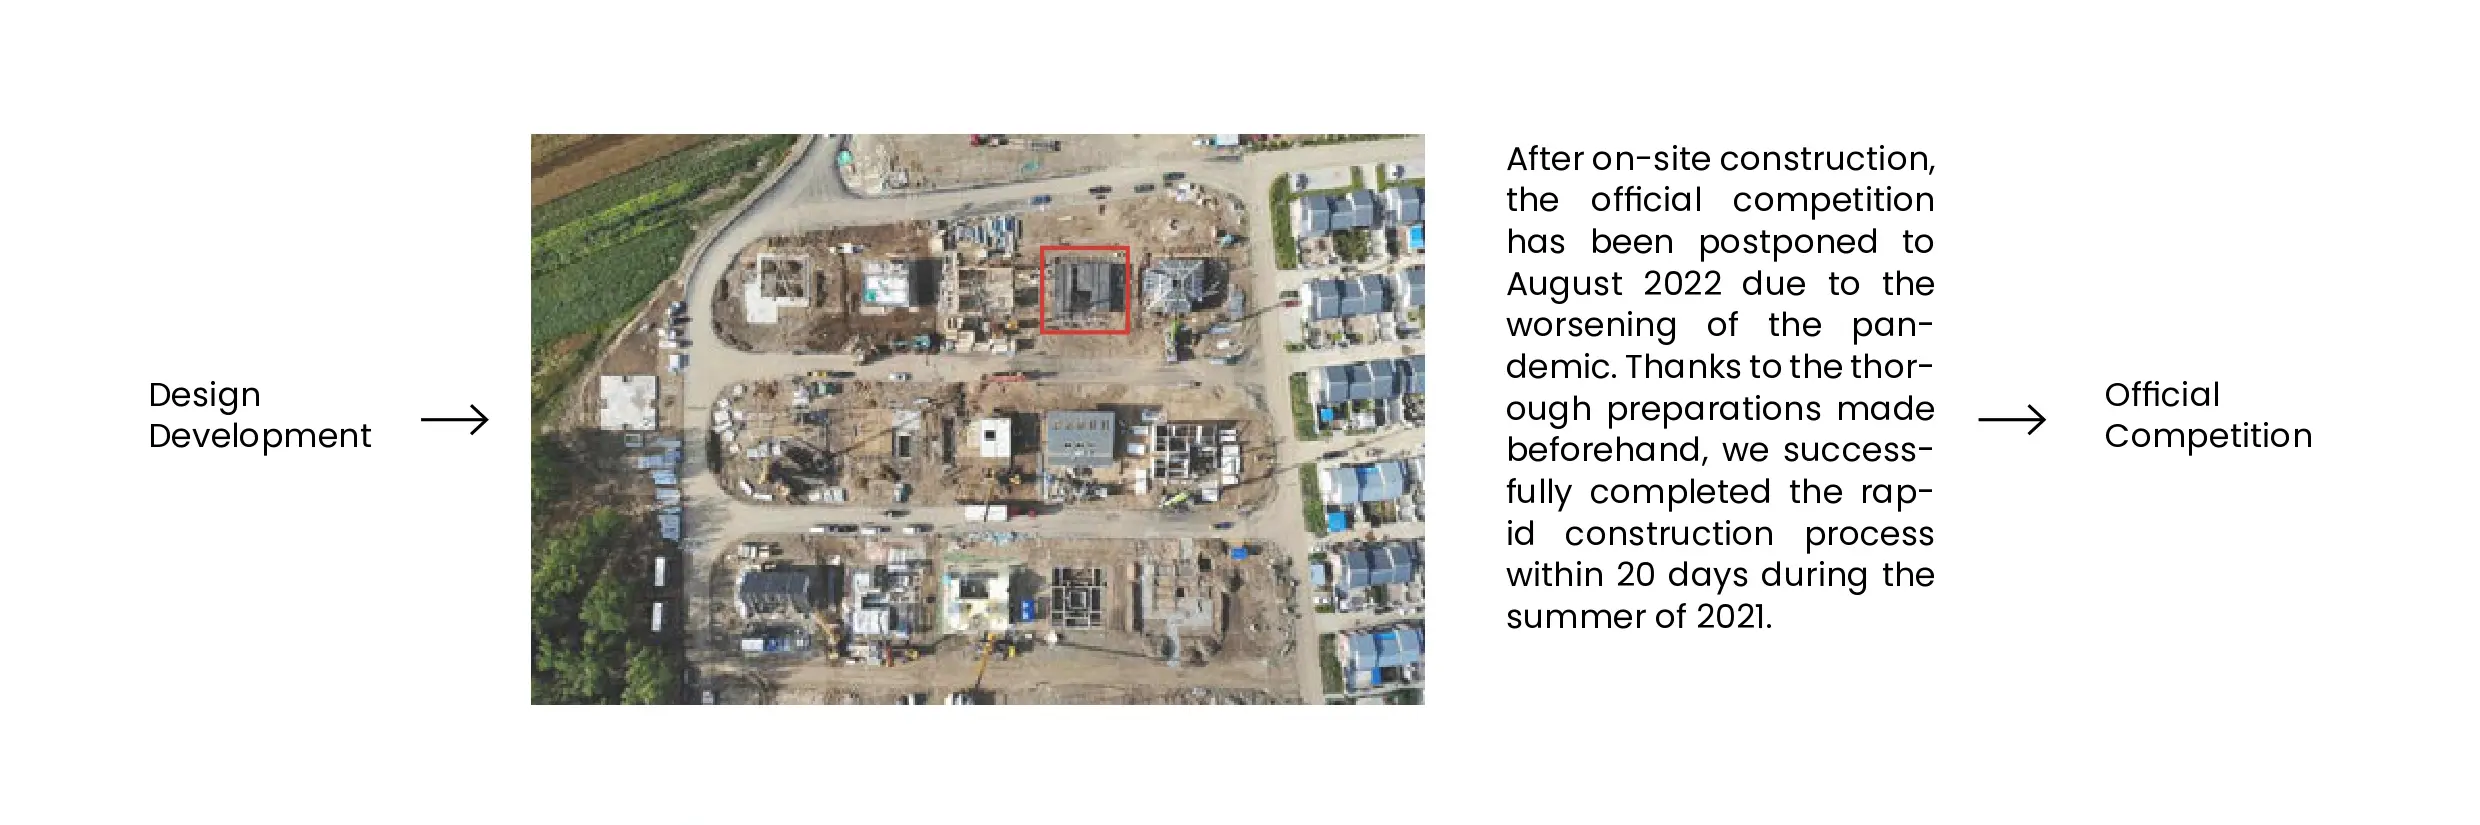 Design
Development
After on-site construction,
the official competition
has been postponed to
August 2022 due to the
worsening of the pan-
demic. Thanks to the thor-
ough preparations made
beforehand, we success-
fully completed the rap-
id construction process
within 20 days during the
summer of 2021.
Official
Competition